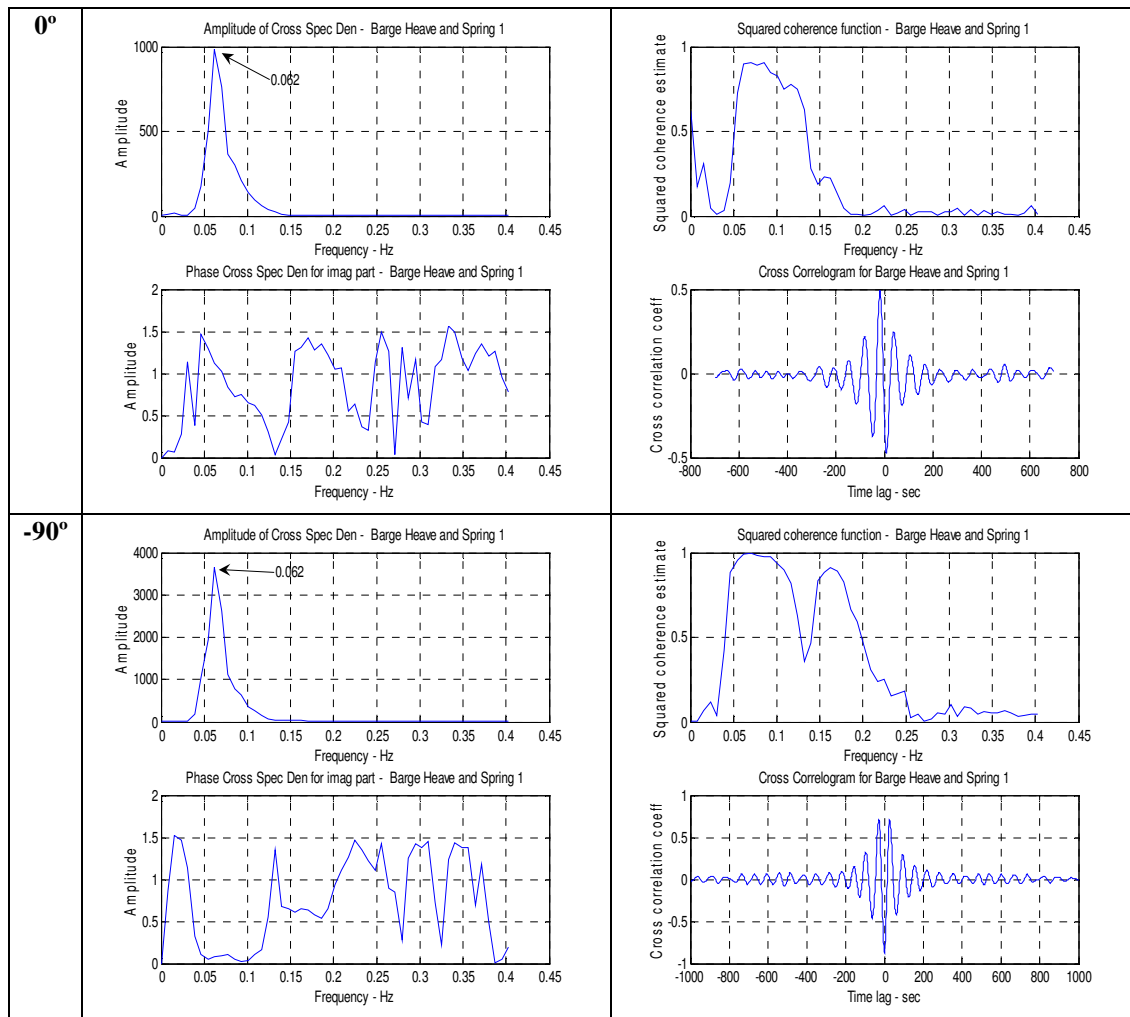 0º
Amplitude of Cross Spec Den - Barge Heave and Spring 1
1000
500
0
Amplitude
0.062
0 0.05 0.1 0.15 0.2 0.25 0.3 0.35 0.4 0.45
Frequency - Hz
Phase Cross Spec Den for imag part - Barge Heave and Spring 1
2
1.5
1
0.5
0
Amplitude
0 0.05 0.1 0.15 0.2 0.25 0.3 0.35 0.4 0.45
Frequency - Hz
Squared coherence function - Barge Heave and Spring 1
1
0.5
0
Squared coherence estimate
0 0.05 0.1 0.15 0.2 0.25 0.3 0.35 0.4 0.45
Frequency - Hz
Cross Correlogram for Barge Heave and Spring 1
0.5
0
-0.5
Cross correlation coeff
-800 -600 -400 -200 0 200 400 600 800
Time lag - sec
-90º
Amplitude of Cross Spec Den - Barge Heave and Spring 1
4000
3000
2000
1000
0
Amplitude
0.062
0 0.05 0.1 0.15 0.2 0.25 0.3 0.35 0.4 0.45
Frequency - Hz
Phase Cross Spec Den for imag part - Barge Heave and Spring 1
2
1.5
1
0.5
0
Amplitude
0 0.05 0.1 0.15 0.2 0.25 0.3 0.35 0.4 0.45
Frequency - Hz
Squared coherence function - Barge Heave and Spring 1
1
0.5
0
Squared coherence estimate
0 0.05 0.1 0.15 0.2 0.25 0.3 0.35 0.4 0.45
Frequency - Hz
Cross Correlogram for Barge Heave and Spring 1
1
0.5
0
-0.5
-1
Cross correlation coeff
-1000 -800 -600 -400 -200 0 200 400 600 800 1000
Time lag - sec